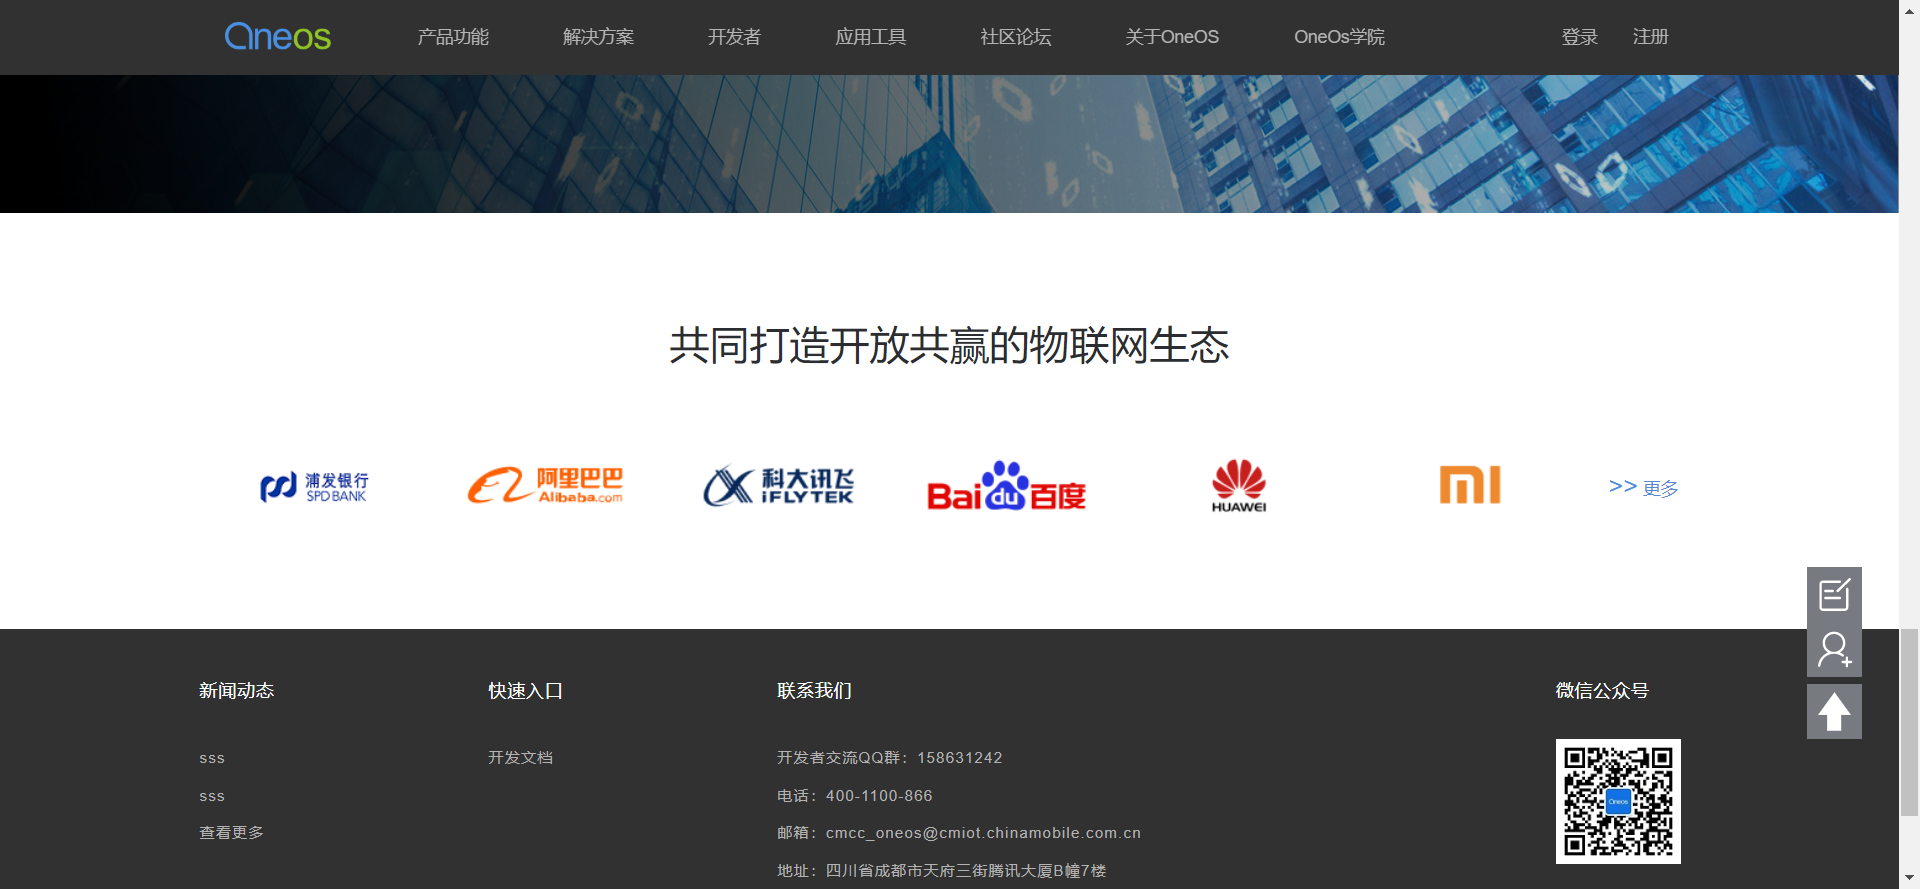 Oneos 产品功能 解决方案 开发者 应用工具 社区论坛 关于OneOS OneOs学院 登录 注册
共同打造开放共赢的物联网生态
浦发银行 SPD BANK 阿里巴巴 Alibaba.com 科大讯飞 iFLYTEK Bai du 百度 HUAWEI MI >> 更多
新闻动态 快速入口 联系我们 微信公众号
sss 开发文档 开发者交流QQ群：158631242
sss 电话：400-1100-866
查看更多 邮箱：cmcc_oneos@cmiot.chinamobile.com.cn
地址：四川省成都市天府三街腾讯大厦B幢7楼
Oneos